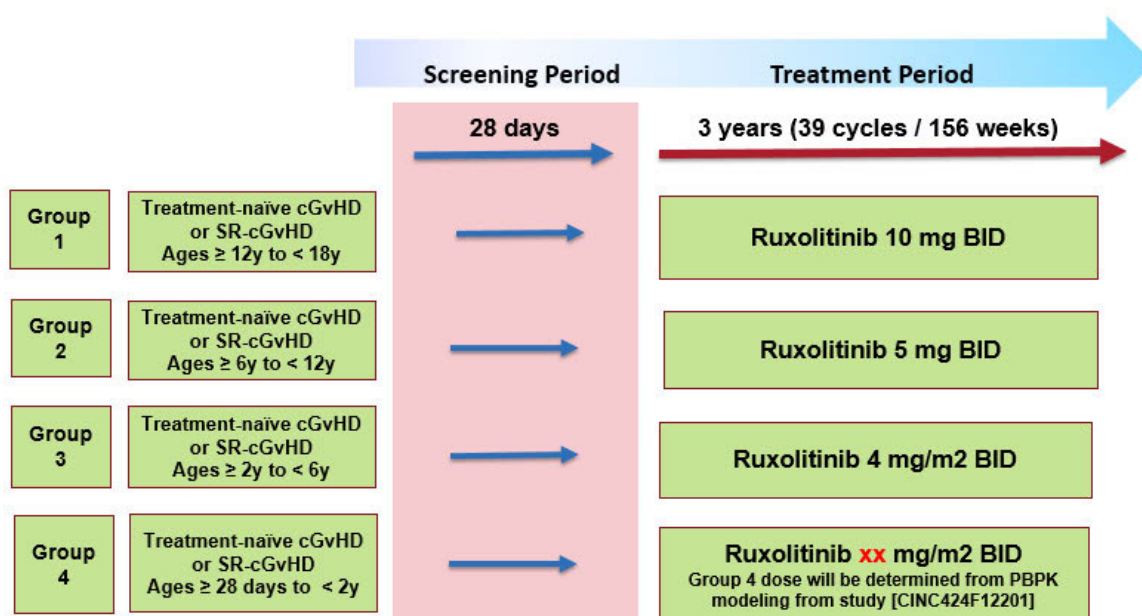 Screening Period
Treatment Period
28 days
3 years (39 cycles / 156 weeks)
Group
1
Treatment-naïve cGvHD
or SR-cGvHD
Ages ≥ 12y to < 18y
Ruxolitinib 10 mg BID
Group
2
Treatment-naïve cGvHD
or SR-cGvHD
Ages ≥ 6y to < 12y
Ruxolitinib 5 mg BID
Group
3
Treatment-naïve cGvHD
or SR-cGvHD
Ages ≥ 2y to < 6y
Ruxolitinib 4 mg/m2 BID
Group
4
Treatment-naïve cGvHD
or SR-cGvHD
Ages ≥ 28 days to < 2y
Ruxolitinib xx mg/m2 BID
Group 4 dose will be determined from PBPK
modeling from study [CINC424F12201]